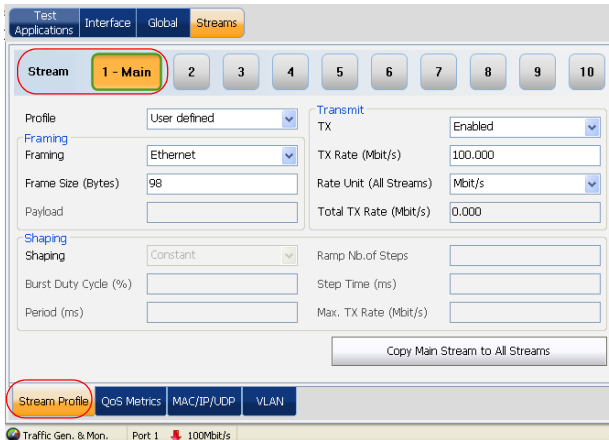 Test Applications Interface Global Streams
Stream 1 - Main 2 3 4 5 6 7 8 9 10
Profile User defined
Framing
Framing Ethernet
Frame Size (Bytes) 98
Payload
Transmit
TX Enabled
TX Rate (Mbit/s) 100.000
Rate Unit (All Streams) Mbit/s
Total TX Rate (Mbit/s) 0.000
Shaping
Shaping Constant
Burst Duty Cycle (%)
Period (ms)
Ramp Nb.of Steps
Step Time (ms)
Max. TX Rate (Mbit/s)
Copy Main Stream to All Streams
Stream Profile QoS Metrics MAC/IP/UDP VLAN
Traffic Gen. & Mon. Port 1 100Mbit/s